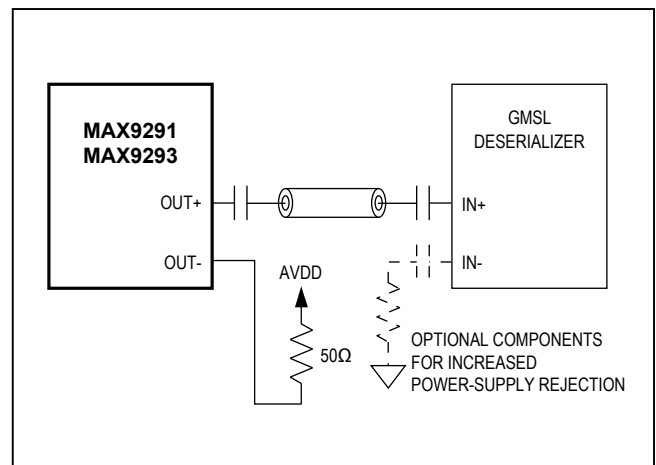 MAX9291
MAX9293
GMSL
DESERIALIZER
OUT+
IN+
OUT-
IN-
AVDD
50Ω
OPTIONAL COMPONENTS
FOR INCREASED
POWER-SUPPLY REJECTION